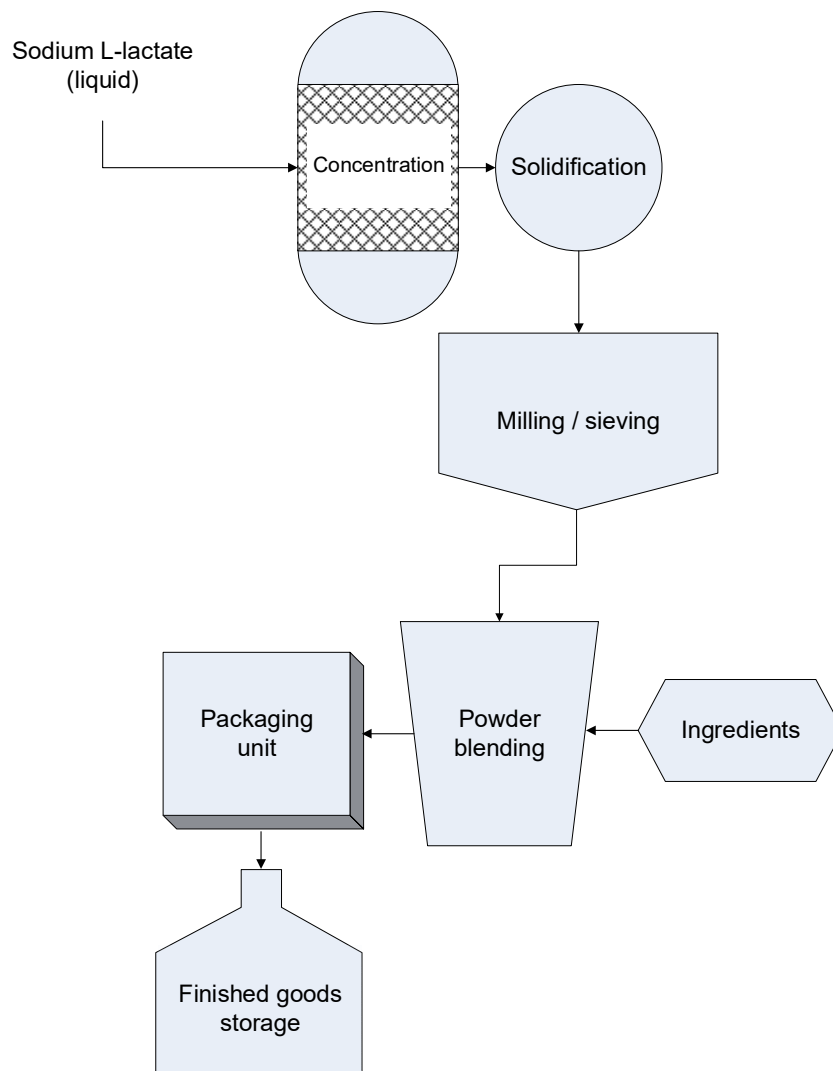 Sodium L-lactate
(liquid)
Concentration
Solidification
Milling / sieving
Powder
blending
Ingredients
Packaging
unit
Finished goods
storage